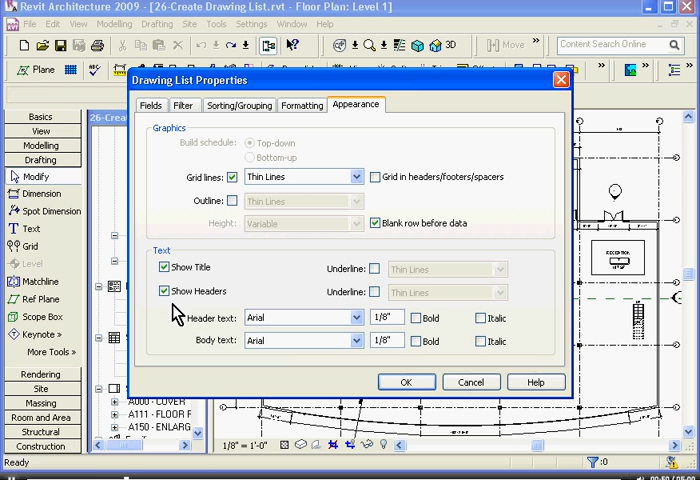 Revit Architecture 2009 - [26-Create Drawing List.rvt - Floor Plan: Level 1]
File Edit View Modelling Drafting Site Tools Settings Window Help
3D Move » Content Search Online
Plane
Drawing List Properties
Fields Filter Sorting/Grouping Formatting Appearance
Graphics
Build schedule: Top-down
Bottom-up
Grid lines: Thin Lines Grid in headers/footers/spacers
Outline: Thin Lines
Height: Variable Blank row before data
Text
Show Title Underline: Thin Lines
Show Headers Underline: Thin Lines
Header text: Arial 1/8" Bold Italic
Body text: Arial 1/8" Bold Italic
OK Cancel Help
Basics
View
Modelling
Drafting
Modify
Dimension
Spot Dimension
Text
Grid
Level
Matchline
Ref Plane
Scope Box
Keynote »
More Tools »
Rendering
Site
Massing
Room and Area
Structural
Construction
26-Crea
A000 - COVER
A111 - FLOOR P
A150 - ENLARG
1/8" = 1'-0"
Ready
:0